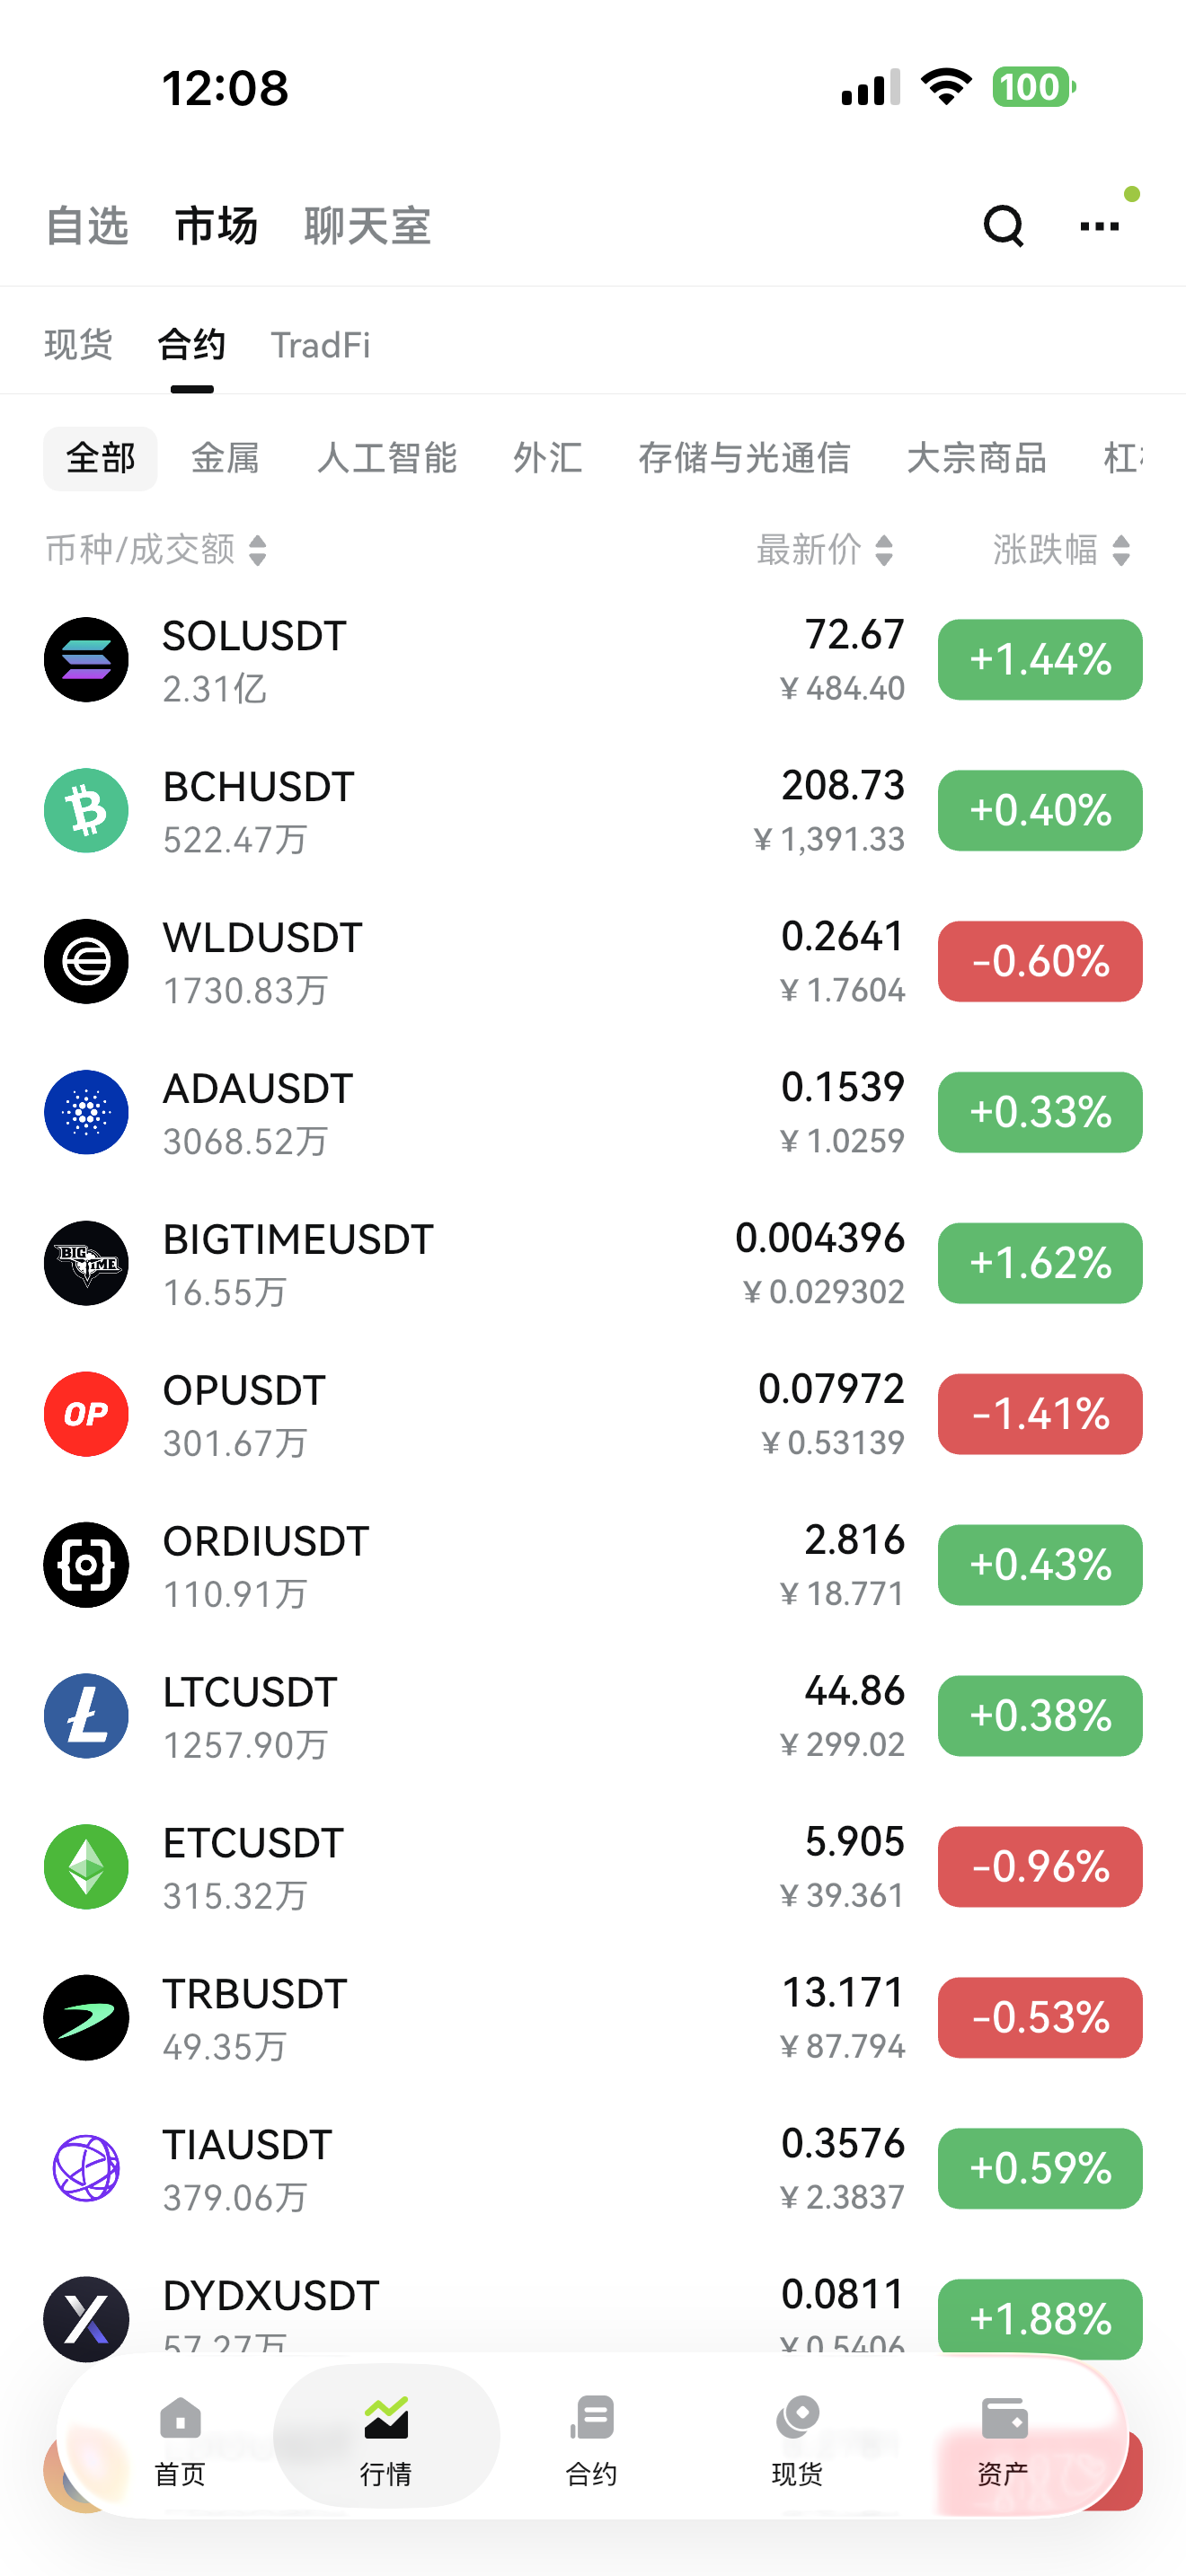 12:08
100
自选 市场 聊天室
现货 合约 TradFi
全部 金属 人工智能 外汇 存储与光通信 大宗商品
币种/成交额 最新价 涨跌幅
SOLUSDT 72.67 +1.44%
2.31亿 ¥ 484.40
BCHUSDT 208.73 +0.40%
522.47万 ¥ 1,391.33
WLDUSDT 0.2641 -0.60%
1730.83万 ¥ 1.7604
ADAUSDT 0.1539 +0.33%
3068.52万 ¥ 1.0259
BIG TIME
BIGTIMEUSDT 0.004396 +1.62%
16.55万 ¥ 0.029302
OP
OPUSDT 0.07972 -1.41%
301.67万 ¥ 0.53139
ORDIUSDT 2.816 +0.43%
110.91万 ¥ 18.771
LTCUSDT 44.86 +0.38%
1257.90万 ¥ 299.02
ETCUSDT 5.905 -0.96%
315.32万 ¥ 39.361
TRBUSDT 13.171 -0.53%
49.35万 ¥ 87.794
TIAUSDT 0.3576 +0.59%
379.06万 ¥ 2.3837
DYDXUSDT 0.0811 +1.88%
57.27万 ¥ 0.5406
首页 行情 合约 现货 资产